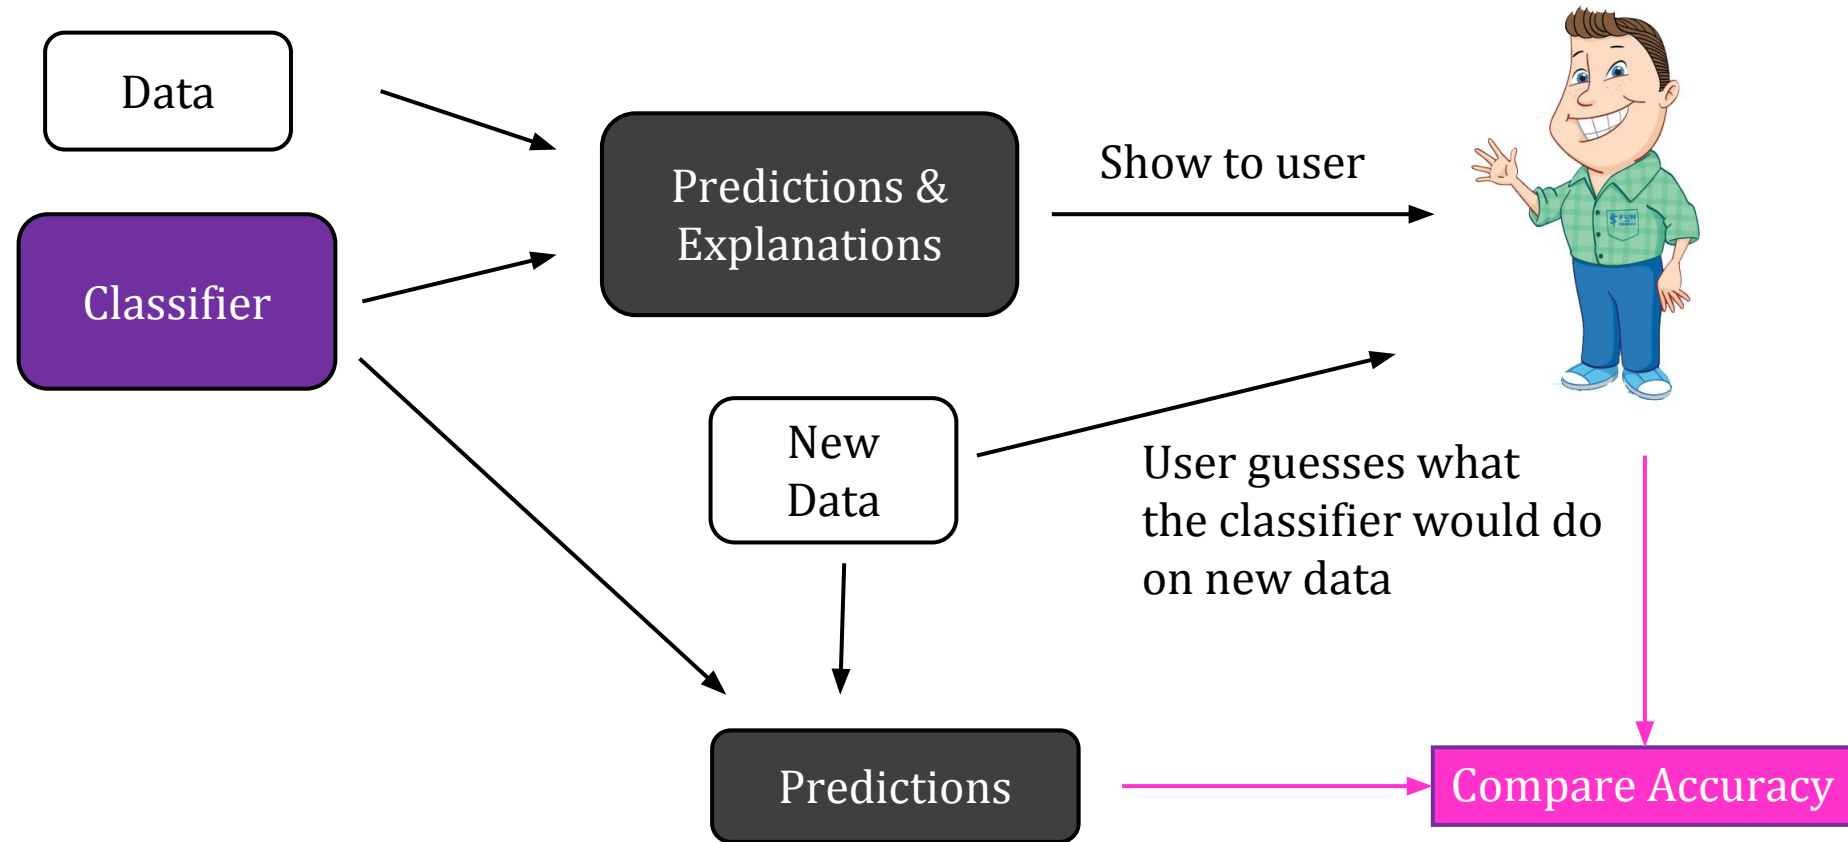 Data
Predictions &
Explanations
Show to user
FUN
Classifier
New
Data
User guesses what
the classifier would do
on new data
Predictions
Compare Accuracy